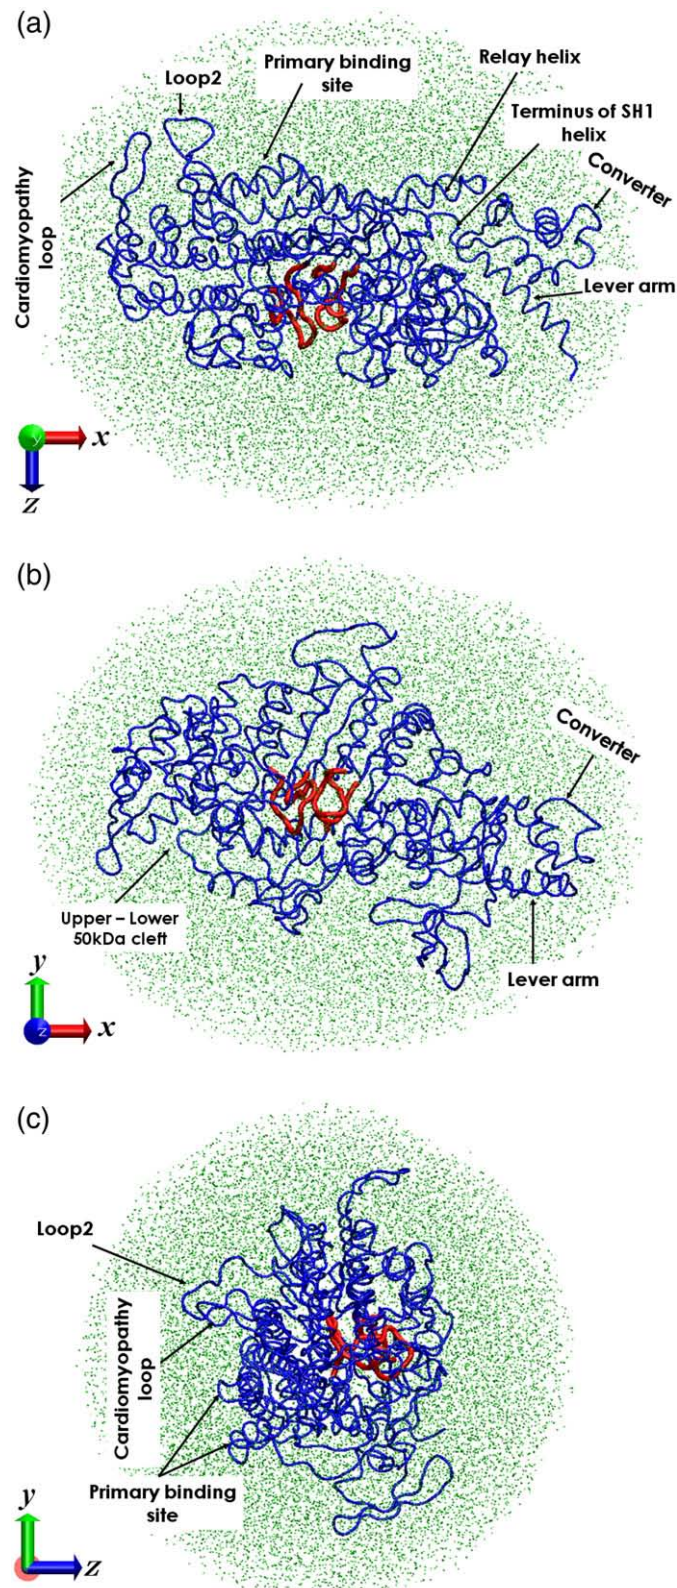 (a)
Loop2
Primary binding
site
Relay helix
Terminus of SH1
helix
Converter
Cardiomyopathy
loop
Lever arm
y
x
z
(b)
Converter
Upper – Lower
50kDa cleft
Lever arm
y
z
x
(c)
Loop2
Cardiomyopathy
loop
Primary binding
site
y
z